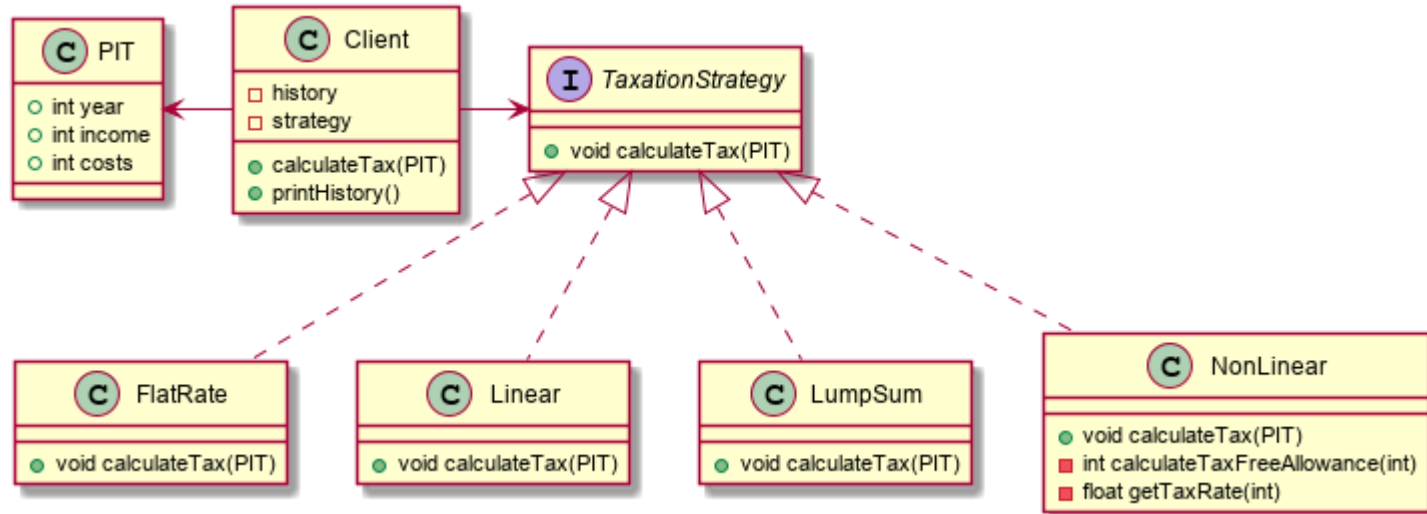 C PIT
int year
int income
int costs
C Client
history
strategy
calculateTax(PIT)
printHistory()
I TaxationStrategy
void calculateTax(PIT)
C FlatRate
void calculateTax(PIT)
C Linear
void calculateTax(PIT)
C LumpSum
void calculateTax(PIT)
C NonLinear
void calculateTax(PIT)
int calculateTaxFreeAllowance(int)
float getTaxRate(int)